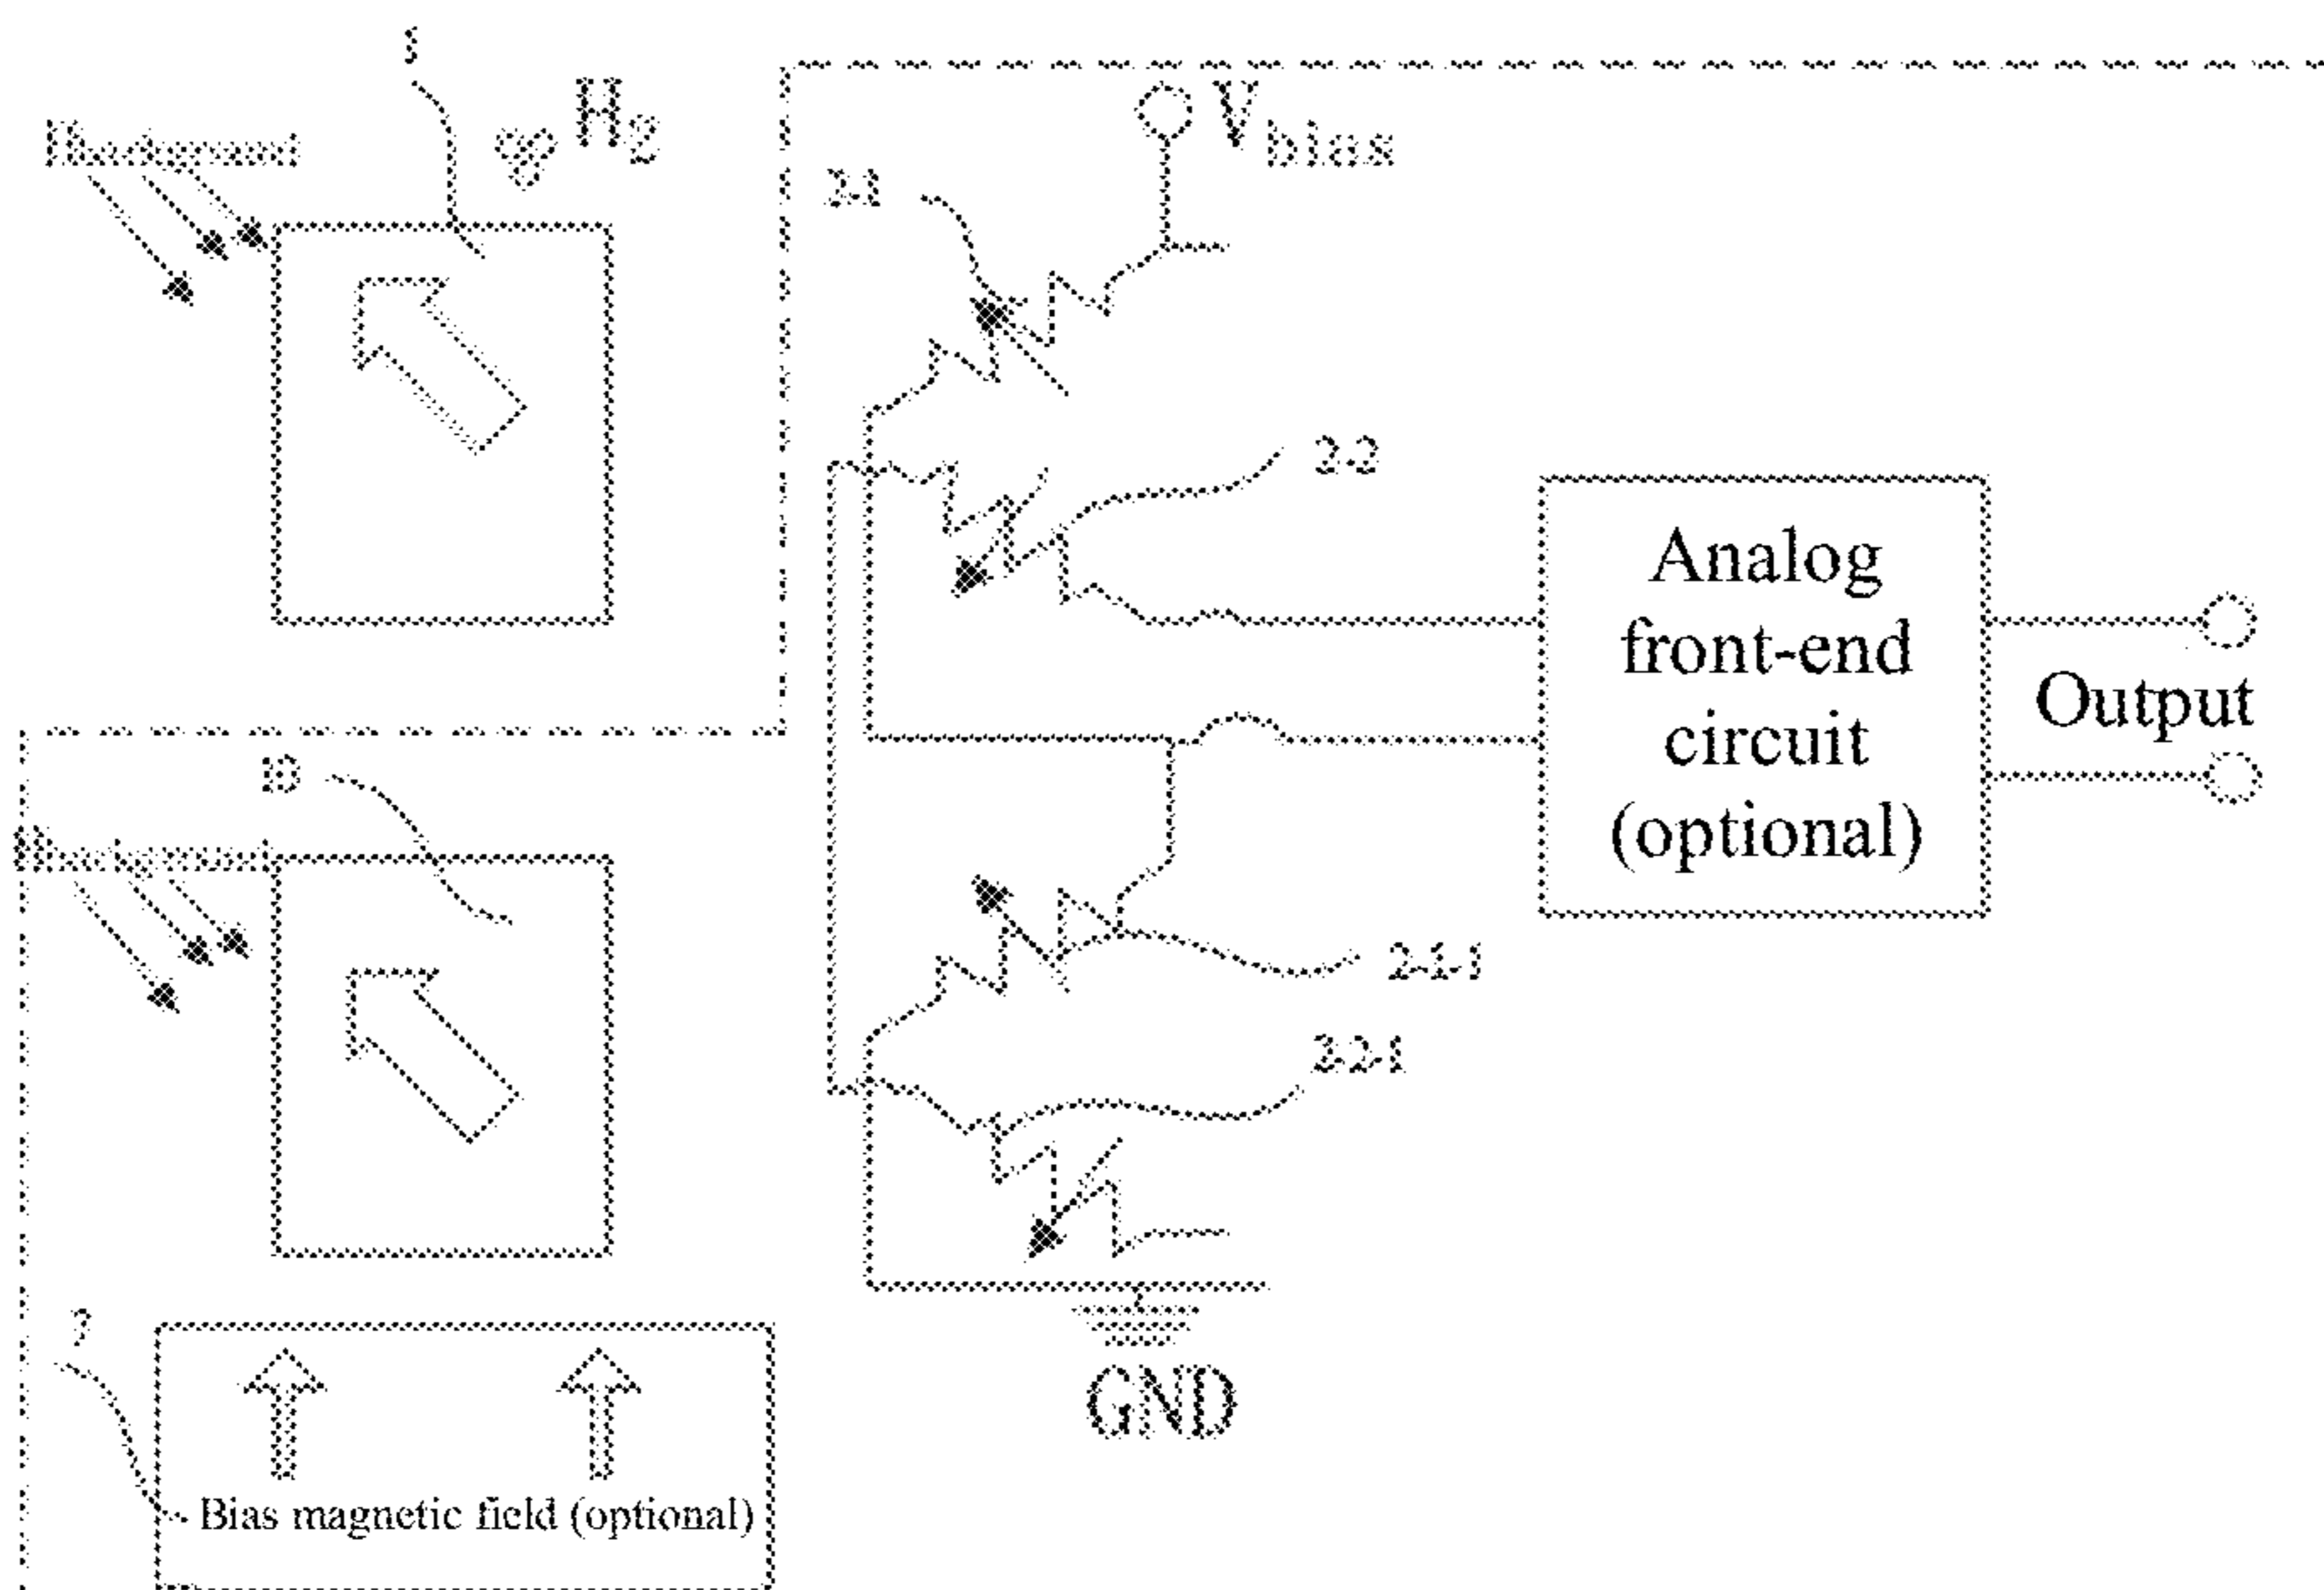 1
H2
Vbias
2-1
2-2
Analog
front-end
circuit
(optional)
Output
2-1-1
2-2-1
GND
Bias magnetic field (optional)